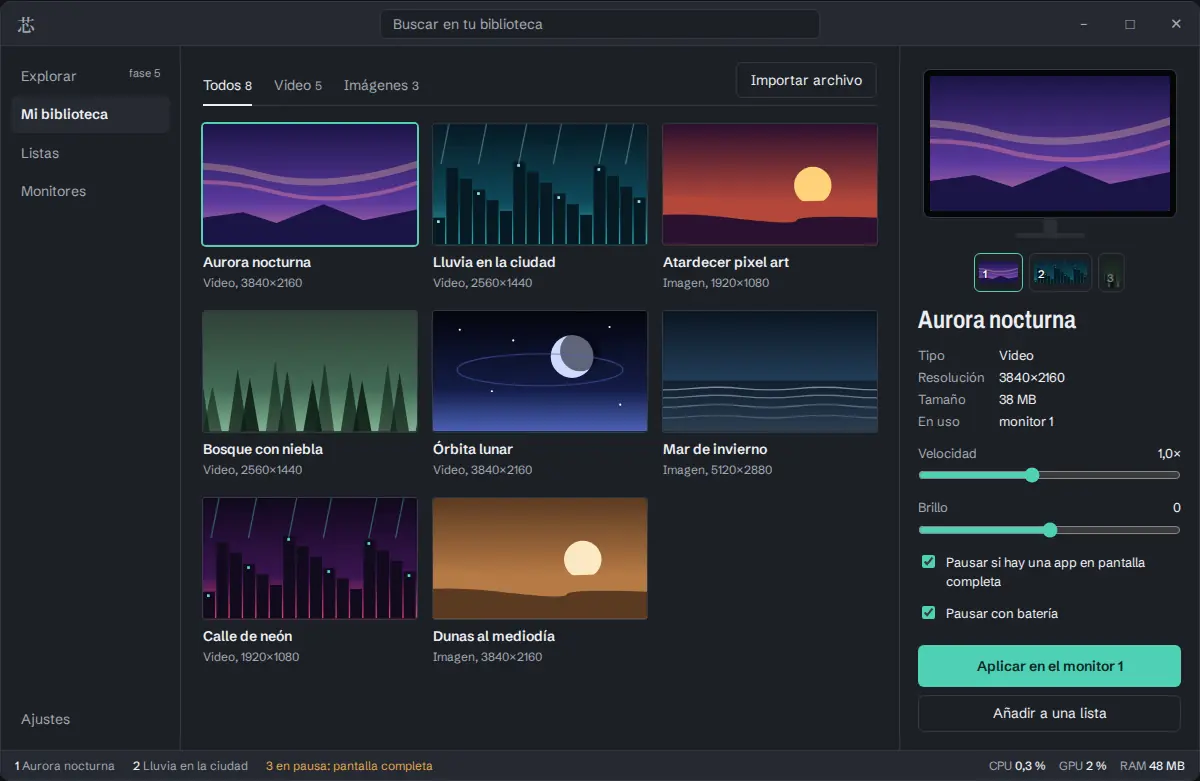 芯
Buscar en tu biblioteca
Explorar
fase 5
Mi biblioteca
Listas
Monitores
Ajustes
Todos 8
Video 5
Imágenes 3
Importar archivo
Aurora nocturna
Video, 3840×2160
Lluvia en la ciudad
Video, 2560×1440
Atardecer pixel art
Imagen, 1920×1080
Bosque con niebla
Video, 2560×1440
Órbita lunar
Video, 3840×2160
Mar de invierno
Imagen, 5120×2880
Calle de neón
Video, 1920×1080
Dunas al mediodía
Imagen, 3840×2160
1
2
3
Aurora nocturna
Tipo Video
Resolución 3840×2160
Tamaño 38 MB
En uso monitor 1
Velocidad 1,0×
Brillo 0
Pausar si hay una app en pantalla
completa
Pausar con batería
Aplicar en el monitor 1
Añadir a una lista
1 Aurora nocturna
2 Lluvia en la ciudad
3 en pausa: pantalla completa
CPU 0,3 %
GPU 2 %
RAM 48 MB